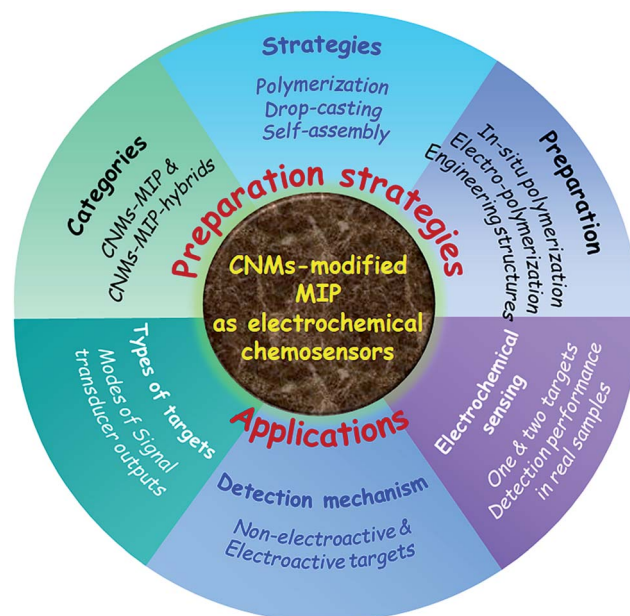 Strategies
Polymerization
Drop-casting
Self-assembly
Preparation
In-situ polymerization
Electro-polymerization
Engineering structures
Categories
CNMs-MIP &
CNMs-MIP-hybrids
Preparation strategies
CNMs-modified
MIP
as electrochemical
chemosensors
Applications
Types of targets
Modes of Signal
transducer outputs
Detection mechanism
Non-electroactive &
Electroactive targets
Electrochemical
sensing
One & two targets
Detection performance
in real samples